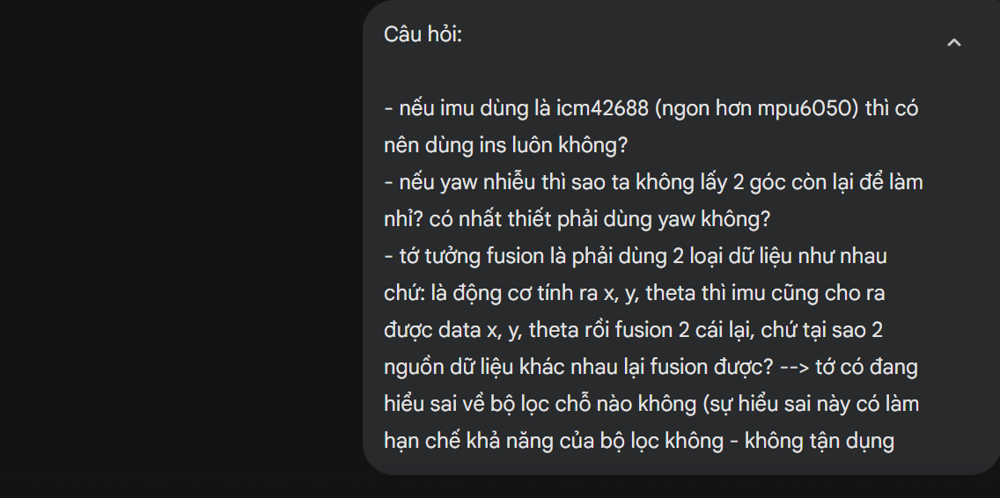 Câu hỏi:
- nếu imu dùng là icm42688 (ngon hơn mpu6050) thì có
nên dùng ins luôn không?
- nếu yaw nhiễu thì sao ta không lấy 2 góc còn lại để làm
nhỉ? có nhất thiết phải dùng yaw không?
- tớ tưởng fusion là phải dùng 2 loại dữ liệu như nhau
chứ: là động cơ tính ra x, y, theta thì imu cũng cho ra
được data x, y, theta rồi fusion 2 cái lại, chứ tại sao 2
nguồn dữ liệu khác nhau lại fusion được? --> tớ có đang
hiểu sai về bộ lọc chỗ nào không (sự hiểu sai này có làm
hạn chế khả năng của bộ lọc không - không tận dụng